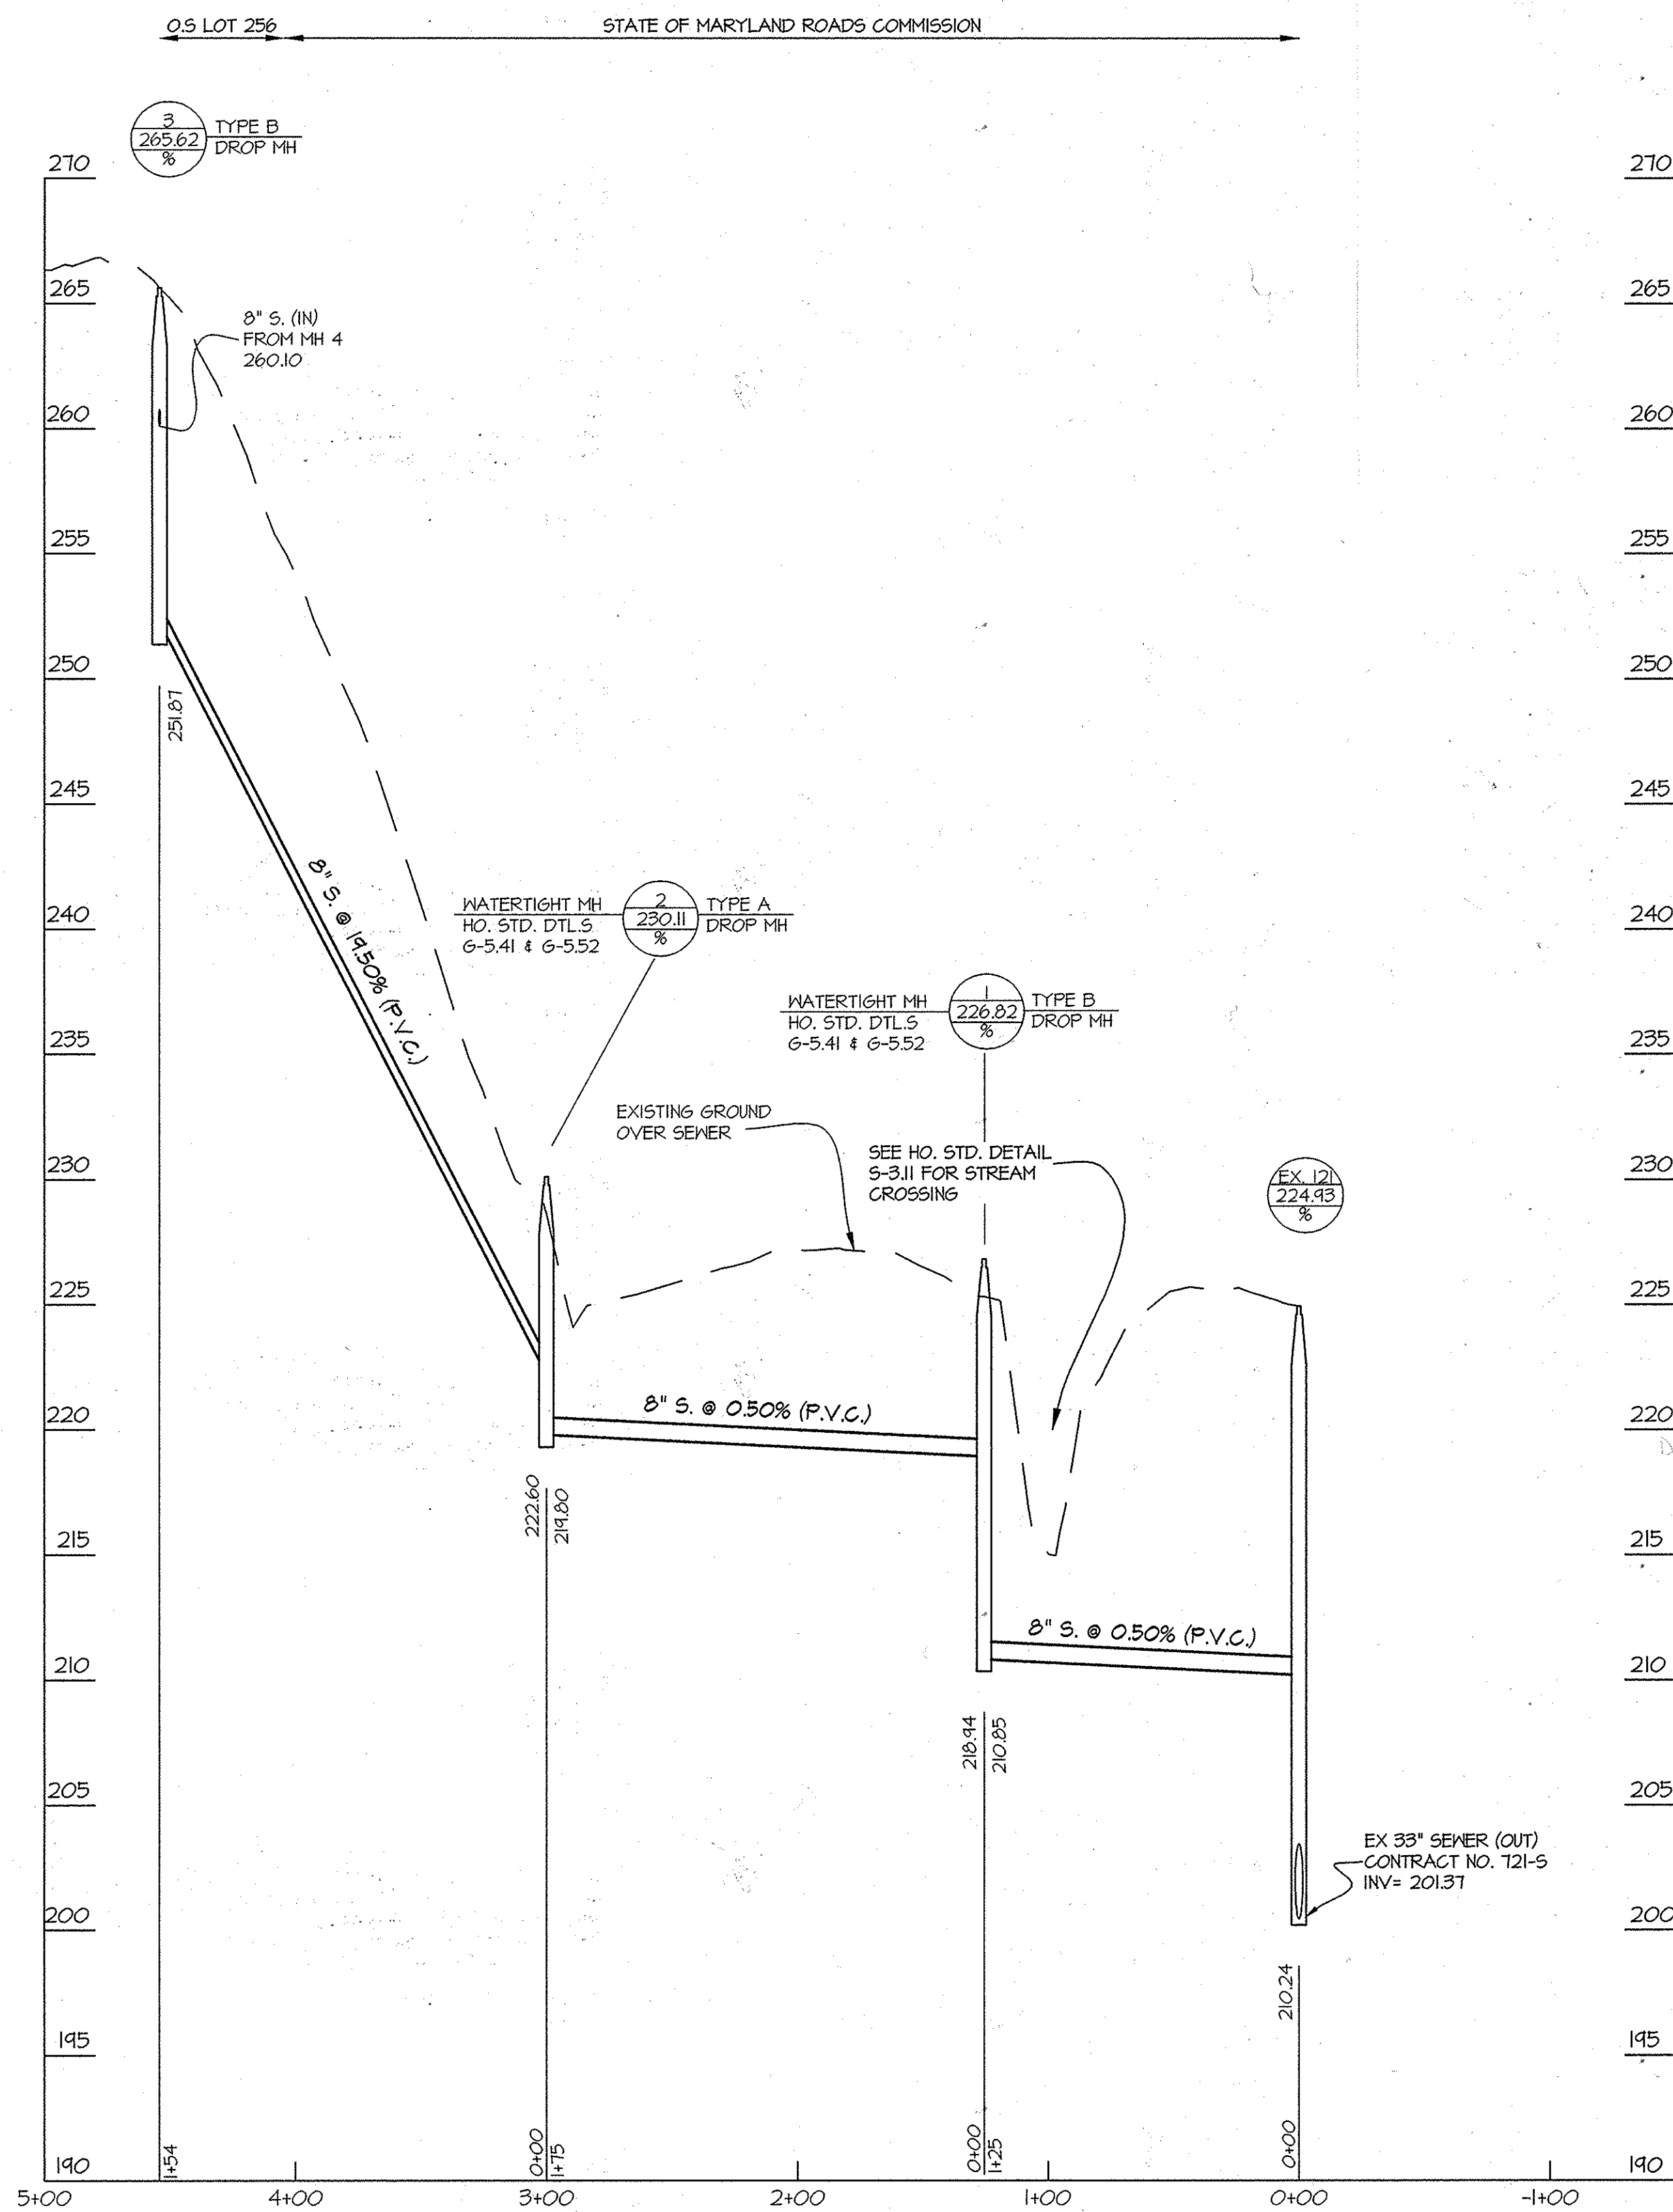 O.S LOT 256
STATE OF MARYLAND ROADS COMMISSION
3
265.62
%
TYPE B
DROP MH
270
270
265
265
8" S. (IN)
FROM MH 4
260.10
260
260
255
255
250
250
251.87
245
245
8" S. @ 19.50% (P.V.C.)
240
240
WATERTIGHT MH
HO. STD. DTLS
G-5.41 & G-5.52
2
230.11
%
TYPE A
DROP MH
WATERTIGHT MH
HO. STD. DTLS
G-5.41 & G-5.52
1
226.82
%
TYPE B
DROP MH
235
235
EXISTING GROUND
OVER SEWER
SEE HO. STD. DETAIL
S-3.11 FOR STREAM
CROSSING
EX. 121
224.93
%
230
230
225
225
8" S. @ 0.50% (P.V.C.)
220
220
222.60
219.80
215
215
8" S. @ 0.50% (P.V.C.)
210
210
218.94
210.85
205
205
EX 33" SEWER (OUT)
CONTRACT NO. 721-S
INV= 201.37
200
200
210.24
195
195
1+54
0+00
1+75
0+00
1+25
0+00
190
190
5+00
4+00
3+00
2+00
1+00
0+00
-1+00